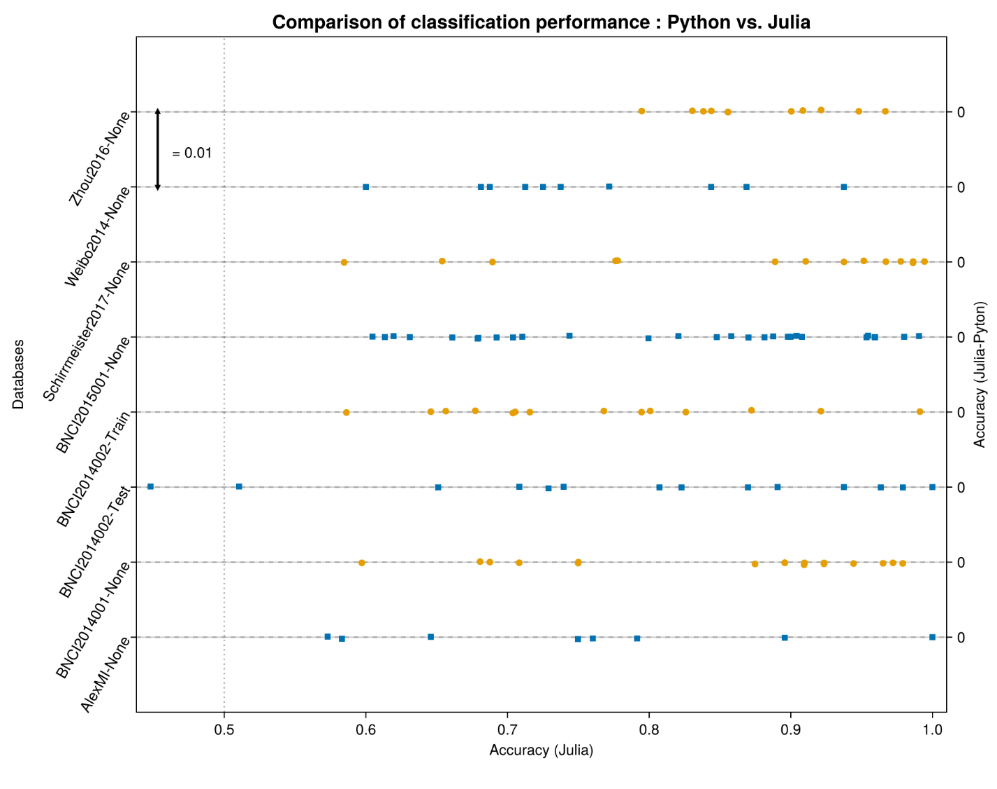 Comparison of classification performance : Python vs. Julia
Zhou2016-None
Weibo2014-None
Schirrmeister2017-None
BNCI2015001-None
BNCI2014002-Train
BNCI2014002-Test
BNCI2014001-None
AlexMI-None
= 0.01
Databases
0
0
0
0
0
0
0
0
Accuracy (Julia-Pyton)
0.5 0.6 0.7 0.8 0.9 1.0
Accuracy (Julia)